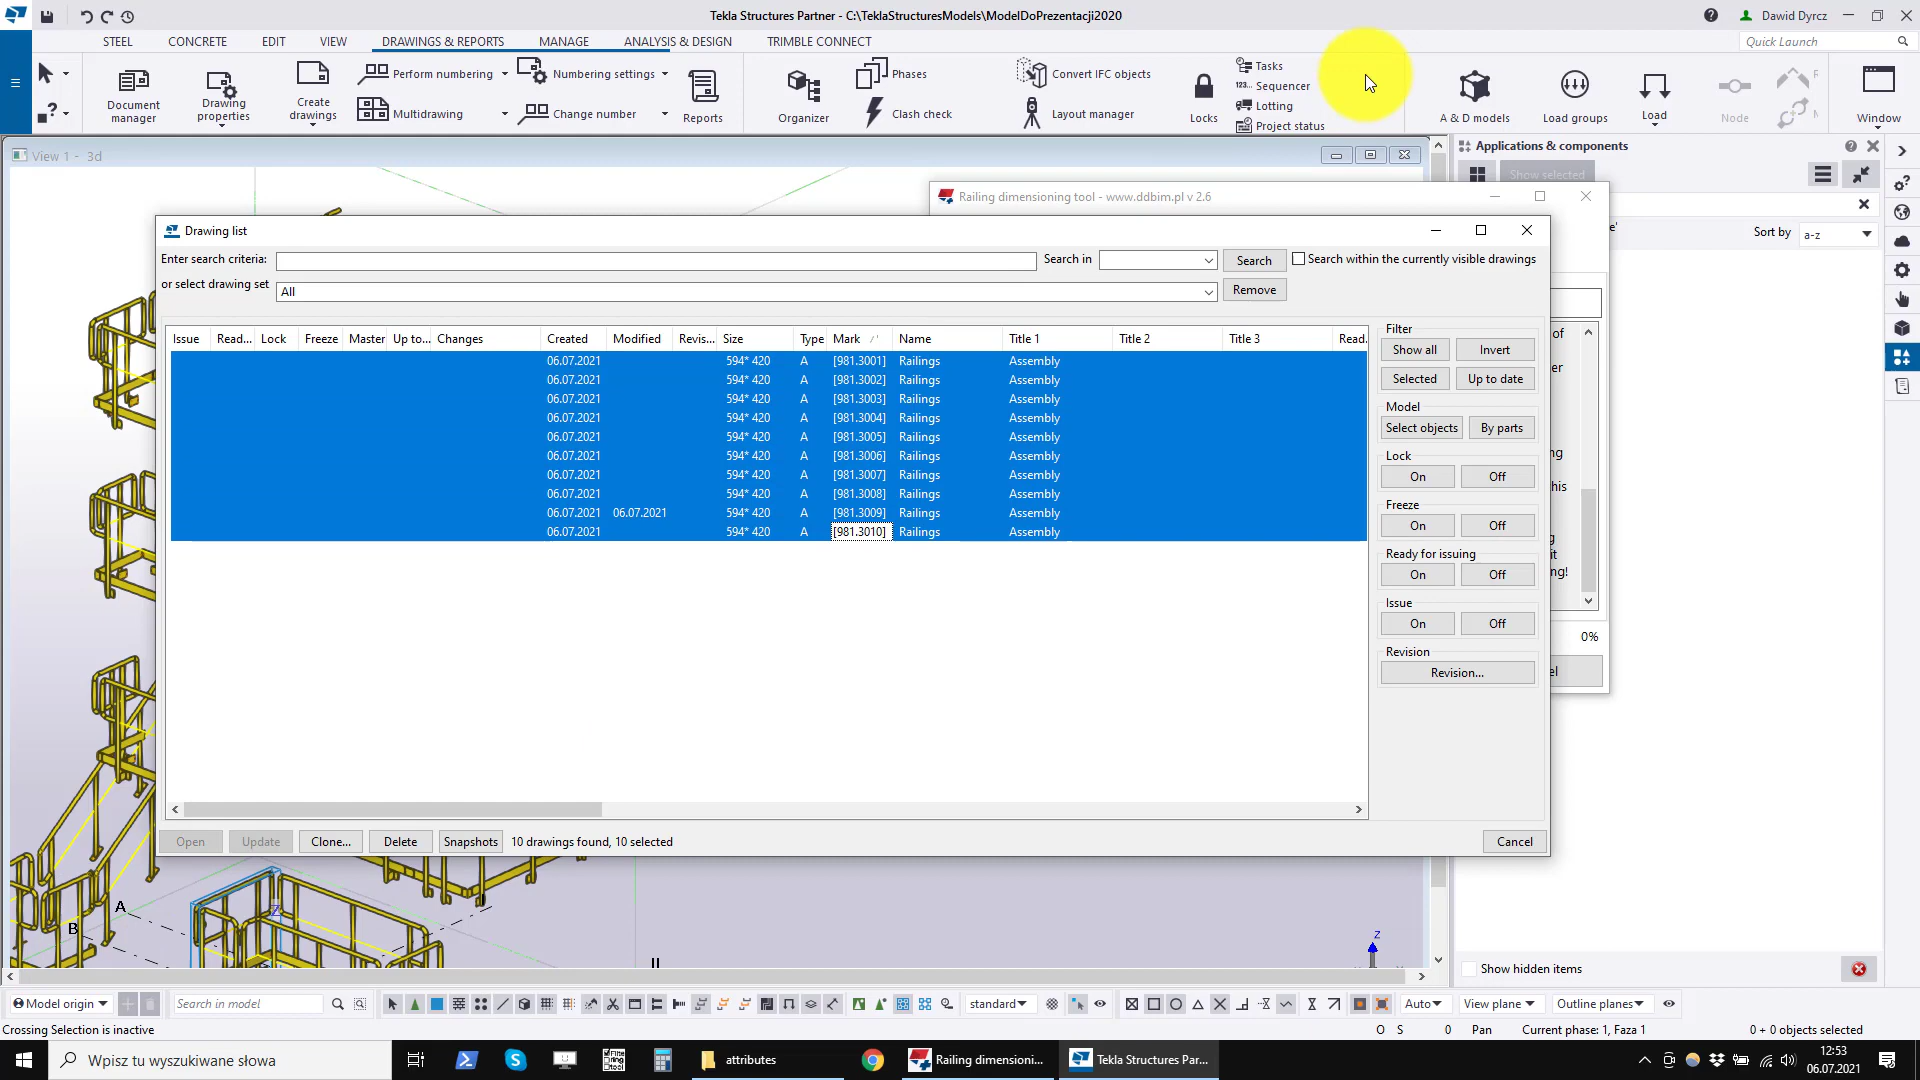 Tekla Structures Partner - C:\TeklaStructuresModels\ModelDoPrezentacji2020
Dawid Dyrcz
STEEL CONCRETE EDIT VIEW DRAWINGS & REPORTS MANAGE ANALYSIS & DESIGN TRIMBLE CONNECT
Quick Launch
Document manager
Drawing properties
Create drawings
Perform numbering
Multidrawing
Numbering settings
Change number
Reports
Organizer
Phases
Clash check
Convert IFC objects
Layout manager
Locks
Tasks
Sequencer
Lotting
Project status
A & D models
Load groups
Load
Node
Window
View 1 - 3d
Applications & components
Show selected
Railing dimensioning tool - www.ddbim.pl v 2.6
Sort by a-z
Drawing list
Enter search criteria:
Search in
Search
Search within the currently visible drawings
or select drawing set
All
Remove
Issue Read... Lock Freeze Master Up to... Changes Created Modified Revis... Size Type Mark Name Title 1 Title 2 Title 3 Read.
06.07.2021 594* 420 A [981.3001] Railings Assembly
06.07.2021 594* 420 A [981.3002] Railings Assembly
06.07.2021 594* 420 A [981.3003] Railings Assembly
06.07.2021 594* 420 A [981.3004] Railings Assembly
06.07.2021 594* 420 A [981.3005] Railings Assembly
06.07.2021 594* 420 A [981.3006] Railings Assembly
06.07.2021 594* 420 A [981.3007] Railings Assembly
06.07.2021 594* 420 A [981.3008] Railings Assembly
06.07.2021 06.07.2021 594* 420 A [981.3009] Railings Assembly
06.07.2021 594* 420 A [981.3010] Railings Assembly
Filter
Show all Invert
Selected Up to date
Model
Select objects By parts
Lock
On Off
Freeze
On Off
Ready for issuing
On Off
Issue
On Off
Revision
Revision...
0%
Open Update Clone... Delete Snapshots 10 drawings found, 10 selected Cancel
A
B
Z
z
Show hidden items
Model origin
Search in model
standard
Auto
View plane
Outline planes
Crossing Selection is inactive
O S 0 Pan Current phase: 1, Faza 1 0 + 0 objects selected
Wpisz tu wyszukiwane słowa
attributes
Railing dimensioni...
Tekla Structures Par...
12:53
06.07.2021